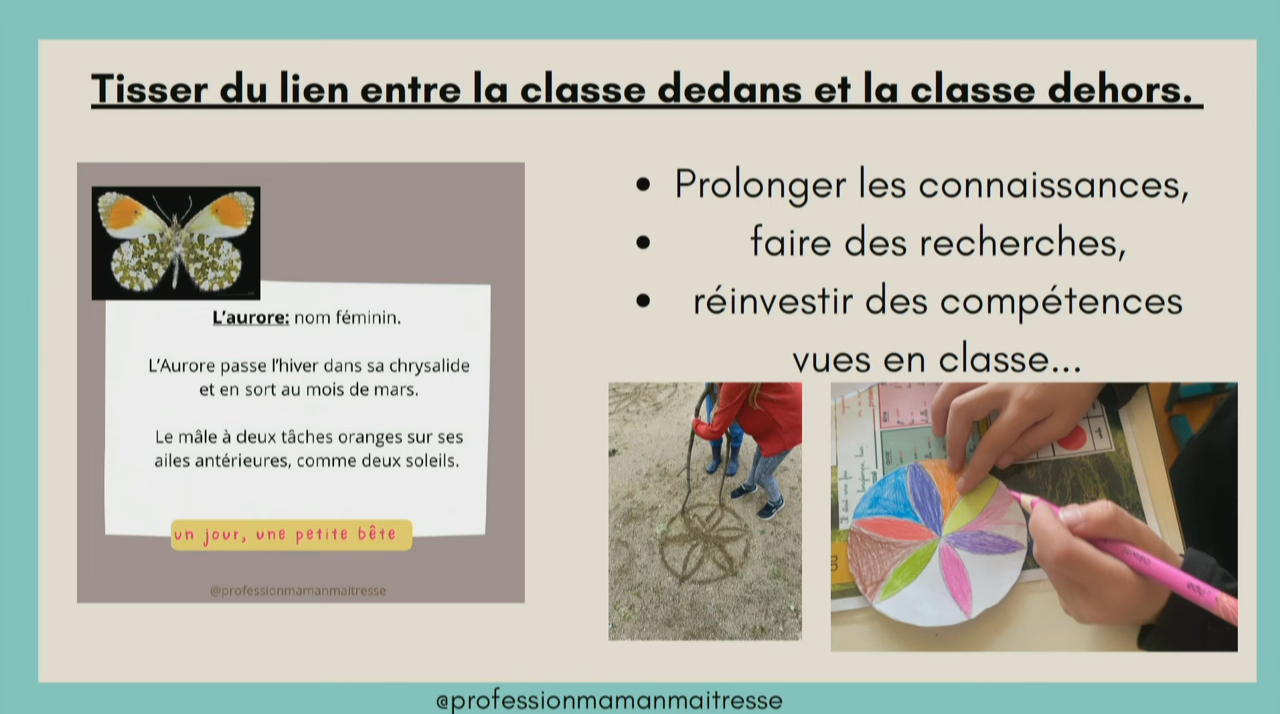 Tisser du lien entre la classe dedans et la classe dehors.
L'aurore: nom féminin.
L'Aurore passe l'hiver dans sa chrysalide
et en sort au mois de mars.
Le mâle à deux tâches oranges sur ses
ailes antérieures, comme deux soleils.
un jour, une petite bête
@professionmamanmaitresse
Prolonger les connaissances,
faire des recherches,
réinvestir des compétences
vues en classe...
@professionmamanmaitresse